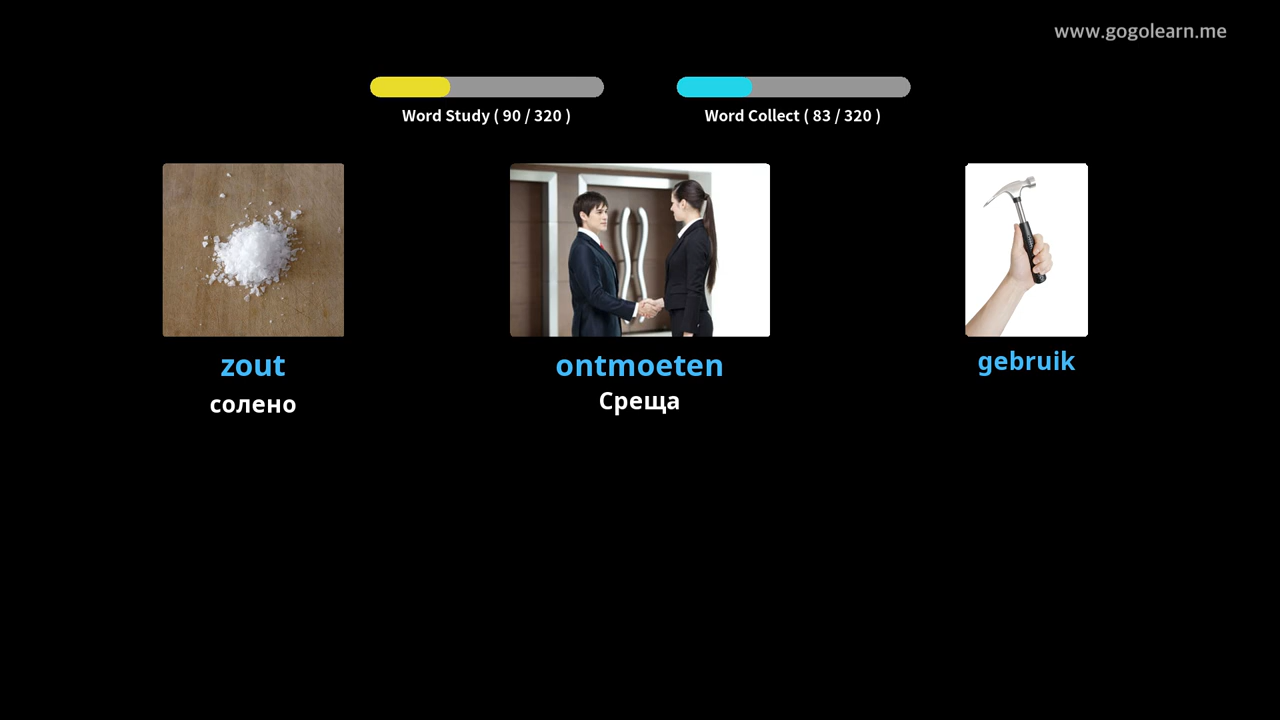 www.gogolearn.me
Word Study ( 90 / 320 )
Word Collect ( 83 / 320 )
zout
солено
ontmoeten
Среща
gebruik